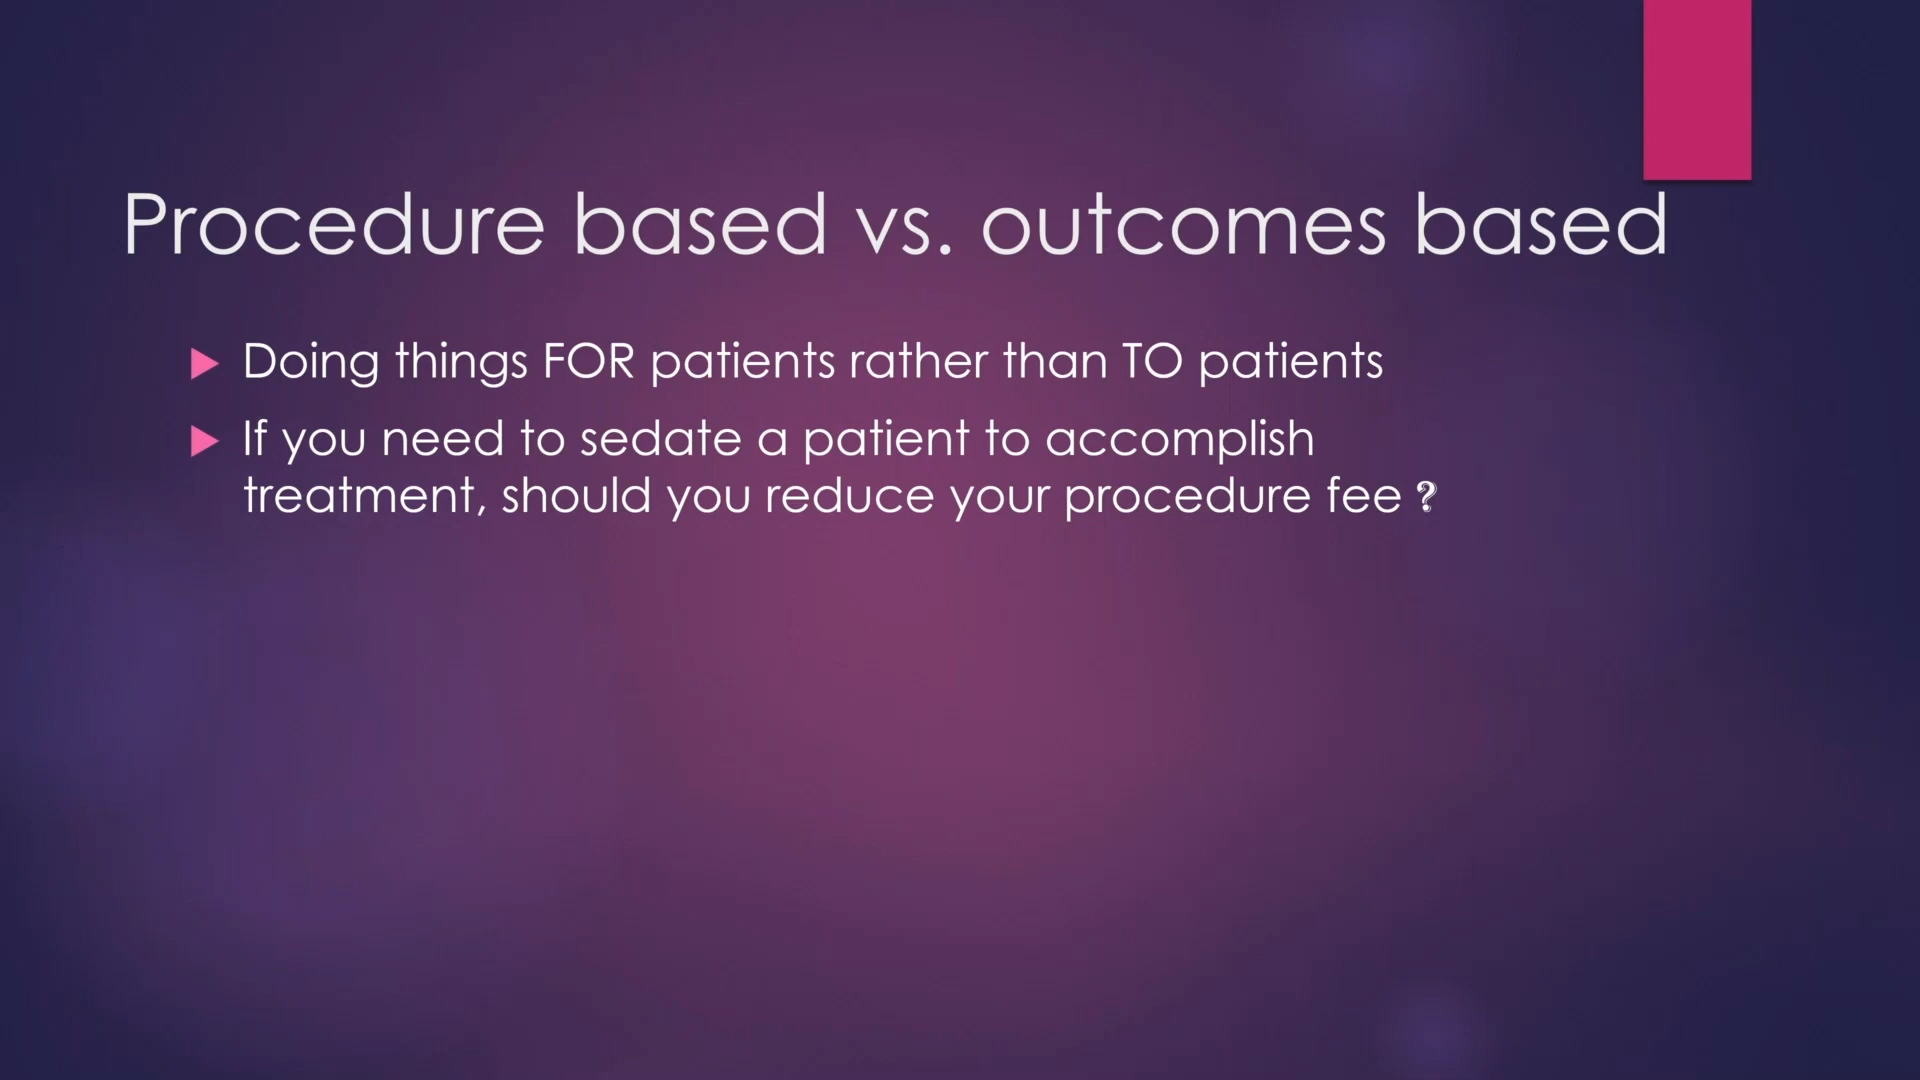 Procedure based vs. outcomes based
Doing things FOR patients rather than TO patients
If you need to sedate a patient to accomplish
treatment, should you reduce your procedure fee ?